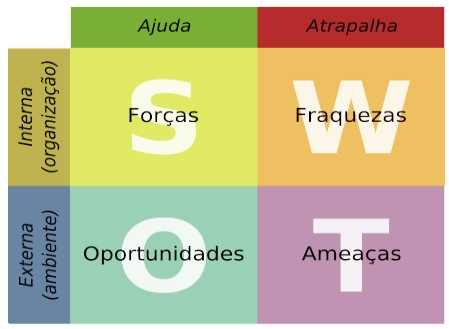 Ajuda
Atrapalha
Interna
(organização)
S
Forças
W
Fraquezas
Externa
(ambiente)
O
Oportunidades
T
Ameaças